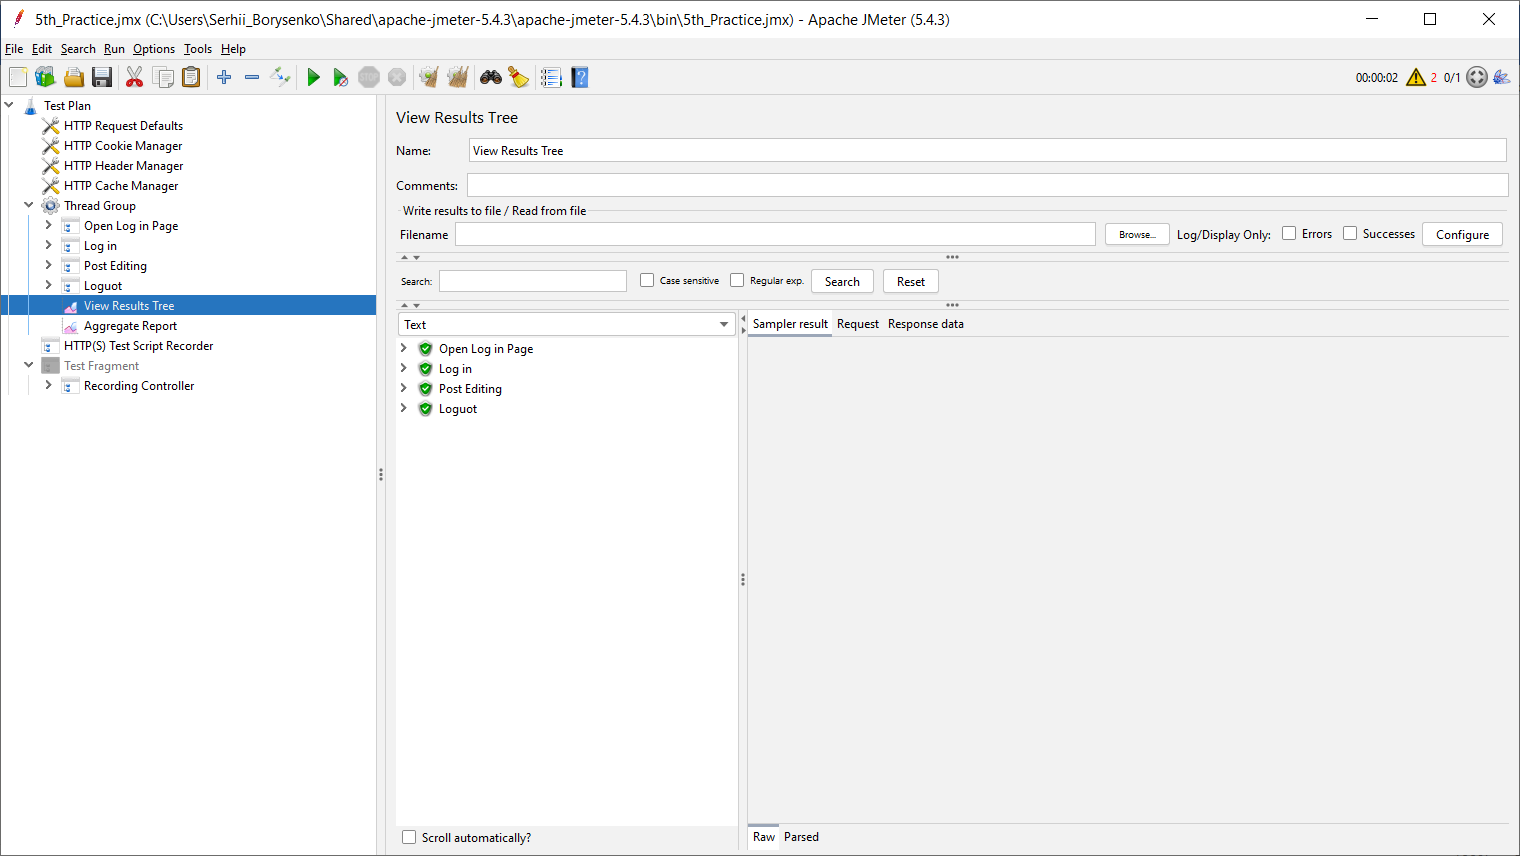 5th_Practice.jmx (C:\Users\Serhii_Borysenko\Shared\apache-jmeter-5.4.3\apache-jmeter-5.4.3\bin\5th_Practice.jmx) - Apache JMeter (5.4.3)
File Edit Search Run Options Tools Help
STOP 00:00:02 2 0/1
Test Plan
HTTP Request Defaults
HTTP Cookie Manager
HTTP Header Manager
HTTP Cache Manager
Thread Group
Open Log in Page
Log in
Post Editing
Loguot
View Results Tree
Aggregate Report
HTTP(S) Test Script Recorder
Test Fragment
Recording Controller
View Results Tree
Name: View Results Tree
Comments:
Write results to file / Read from file
Filename Browse... Log/Display Only: Errors Successes Configure
Search: Case sensitive Regular exp. Search Reset
Text
Sampler result Request Response data
Open Log in Page
Log in
Post Editing
Loguot
Scroll automatically?
Raw Parsed